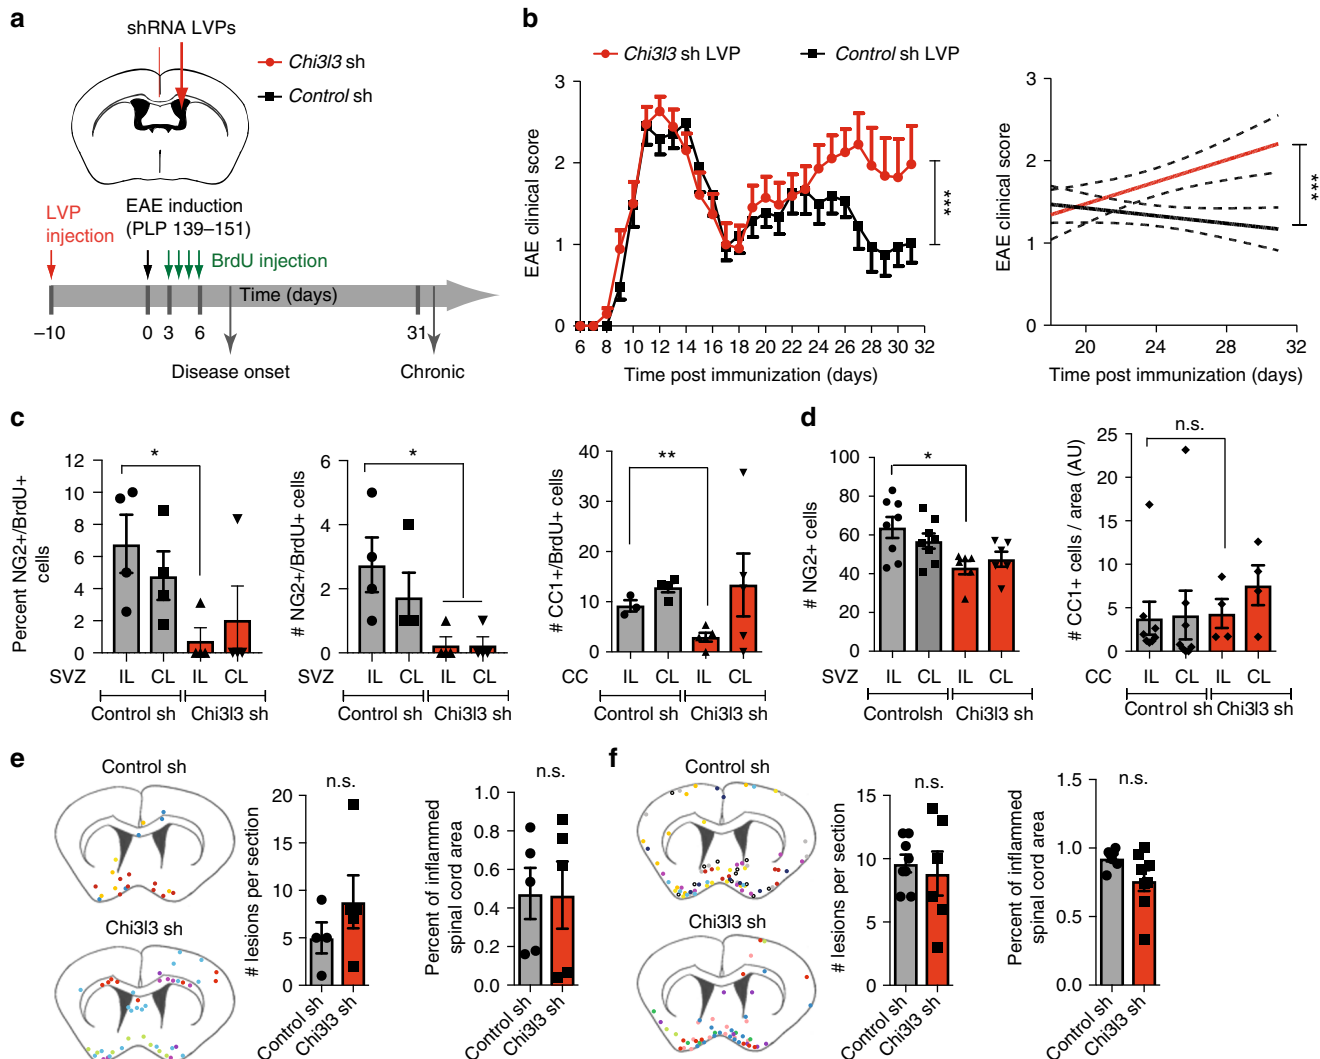 a
shRNA LVPs
Chi3l3 sh
Control sh
LVP
injection
EAE induction
(PLP 139–151)
BrdU injection
Time (days)
–10
0
3
6
31
Disease onset
Chronic
b
Chi3l3 sh LVP
Control sh LVP
EAE clinical score
3
2
1
0
6 8 10 12 14 16 18 20 22 24 26 28 30 32
Time post immunization (days)
***
EAE clinical score
3
2
1
0
20 24 28 32
Time post immunization (days)
***
c
Percent NG2+/BrdU+
cells
12
10
8
6
4
2
0
*
SVZ
IL CL IL CL
Control sh Chi3l3 sh
# NG2+/BrdU+ cells
6
4
2
0
*
SVZ
IL CL IL CL
Control sh Chi3l3 sh
# CC1+/BrdU+ cells
40
30
20
10
0
**
CC
IL CL IL CL
Control sh Chi3l3 sh
d
# NG2+ cells
100
80
60
40
20
0
*
SVZ
IL CL IL CL
Controlsh Chi3l3 sh
# CC1+ cells / area (AU)
25
20
15
10
5
0
n.s.
CC
IL CL IL CL
Control sh Chi3l3 sh
e
Control sh
Chi3l3 sh
# lesions per section
20
15
10
5
0
n.s.
Control sh
Chi3l3 sh
Percent of inflammed
spinal cord area
1.0
0.8
0.6
0.4
0.2
0.0
n.s.
Control sh
Chi3l3 sh
f
Control sh
Chi3l3 sh
# lesions per section
15
10
5
0
n.s.
Control sh
Chi3l3 sh
Percent of inflammed
spinal cord area
1.5
1.0
0.5
0.0
n.s.
Control sh
Chi3l3 sh